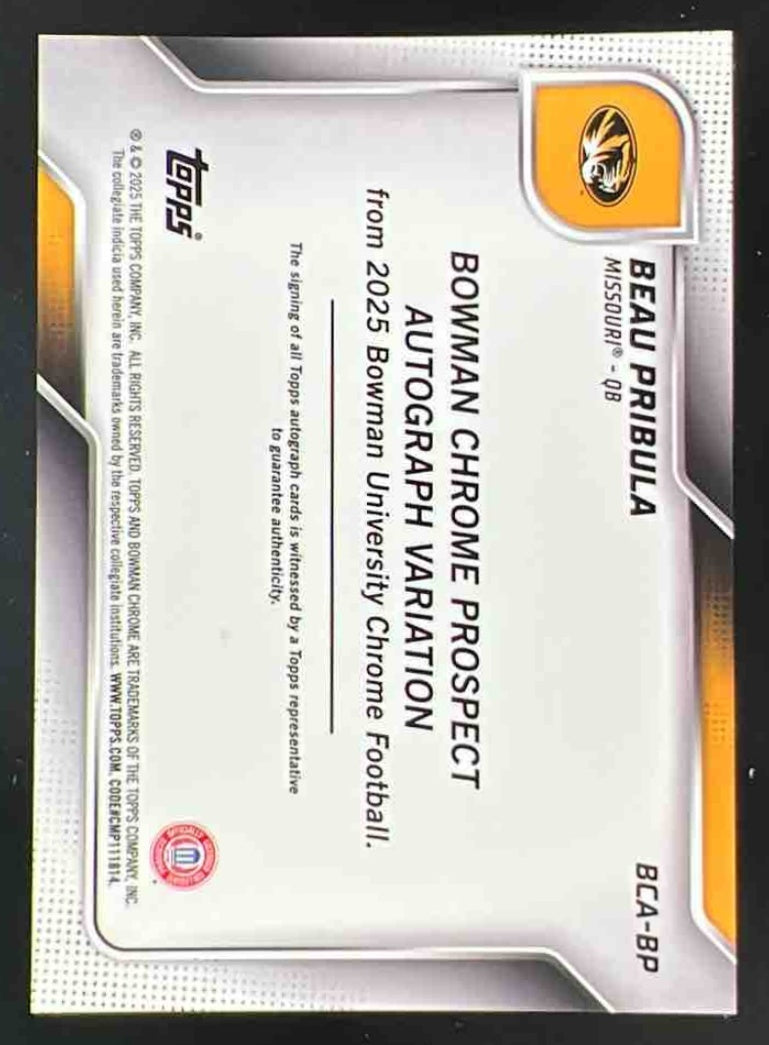 BEAU PRIBULA
MISSOURI® - QB
BCA-BP
BOWMAN CHROME PROSPECT
AUTOGRAPH VARIATION
from 2025 Bowman University Chrome Football.
The signing of all Topps autograph cards is witnessed by a Topps representative
to guarantee authenticity.
topps®
® & © 2025 THE TOPPS COMPANY, INC. ALL RIGHTS RESERVED. TOPPS AND BOWMAN CHROME ARE TRADEMARKS OF THE TOPPS COMPANY, INC.
The collegiate indicia used herein are trademarks owned by the respective collegiate institutions. WWW.TOPPS.COM. CODE#CMP111814.